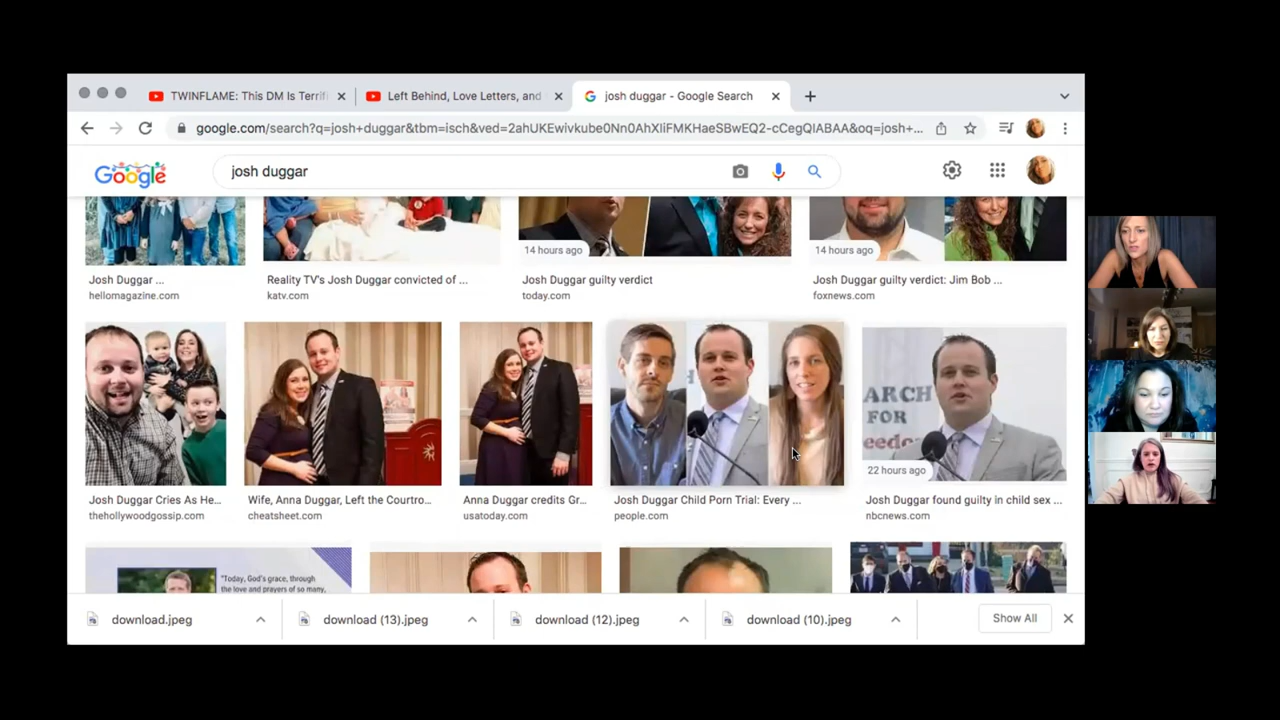 TWINFLAME: This DM Is Terrifi
Left Behind, Love Letters, and
josh duggar - Google Search
google.com/search?q=josh+duggar&tbm=isch&ved=2ahUKEwivkube0Nn0AhXIiFMKHaeSBwEQ2-cCegQIABAA&oq=josh+...
Google
josh duggar
14 hours ago
14 hours ago
Josh Duggar ...
Reality TV's Josh Duggar convicted of ...
Josh Duggar guilty verdict
Josh Duggar guilty verdict: Jim Bob ...
hellomagazine.com
katv.com
today.com
foxnews.com
ARCH
FOR
22 hours ago
Josh Duggar Cries As He...
Wife, Anna Duggar, Left the Courtro...
Anna Duggar credits Gr...
Josh Duggar Child Porn Trial: Every ...
Josh Duggar found guilty in child sex ...
thehollywoodgossip.com
cheatsheet.com
usatoday.com
people.com
nbcnews.com
"Today, God's grace, through
the love and prayers of so many,
download.jpeg
download (13).jpeg
download (12).jpeg
download (10).jpeg
Show All